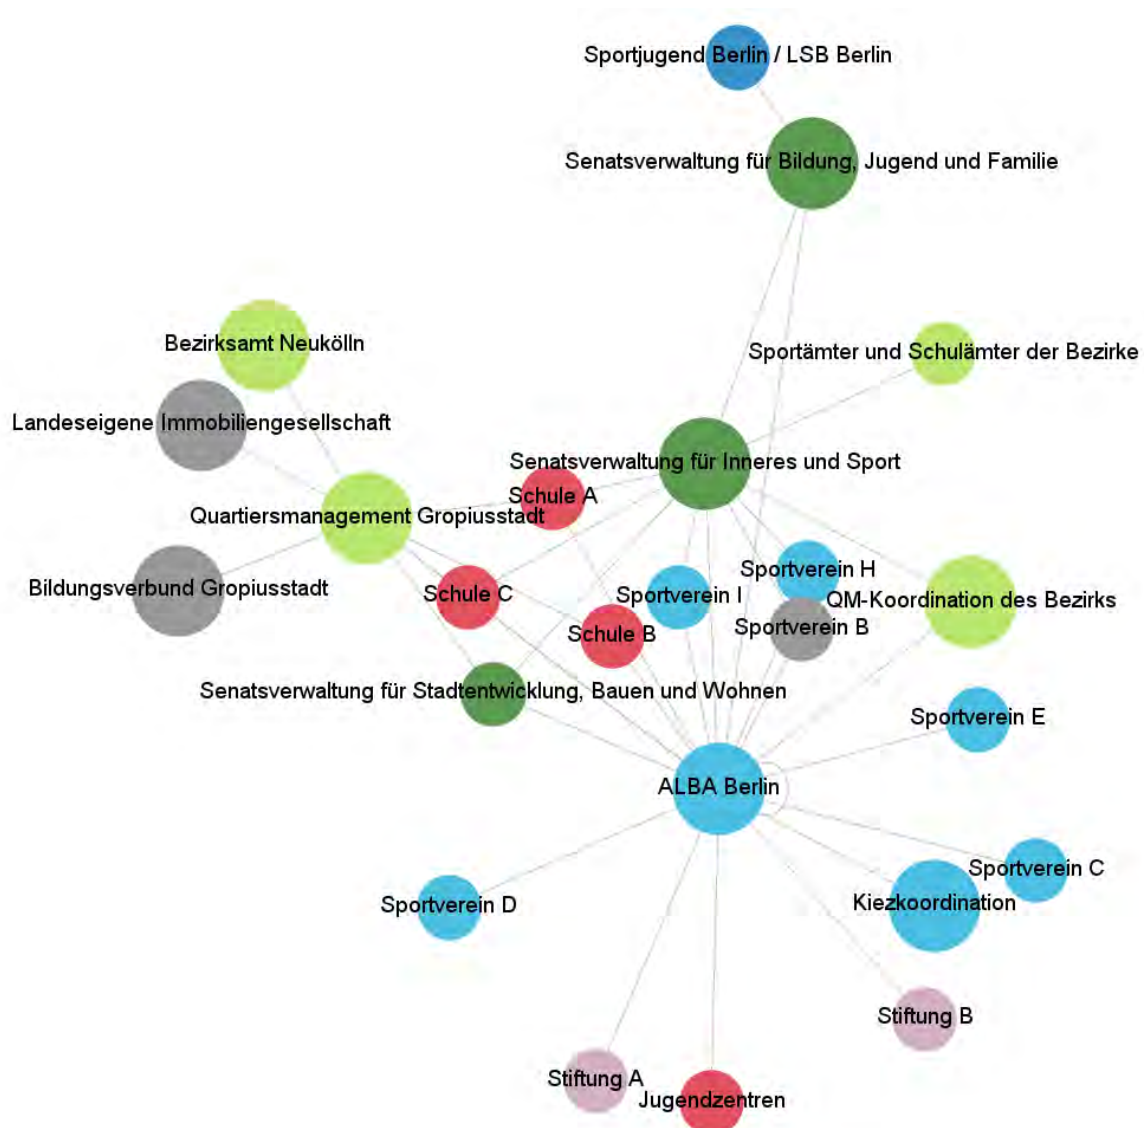 Sportjugend Berlin / LSB Berlin
Senatsverwaltung für Bildung, Jugend und Familie
Bezirksamt Neukölln
Sportämter und Schulämter der Bezirke
Landeseigene Immobiliengesellschaft
Senatsverwaltung für Inneres und Sport
Schule A
Quartiersmanagement Gropiusstadt
Sportverein H
Bildungsverbund Gropiusstadt
Schule C
Sportverein I
QM-Koordination des Bezirks
Schule B
Sportverein B
Senatsverwaltung für Stadtentwicklung, Bauen und Wohnen
Sportverein E
ALBA Berlin
Sportverein C
Kiezkoordination
Sportverein D
Stiftung B
Stiftung A
Jugendzentren